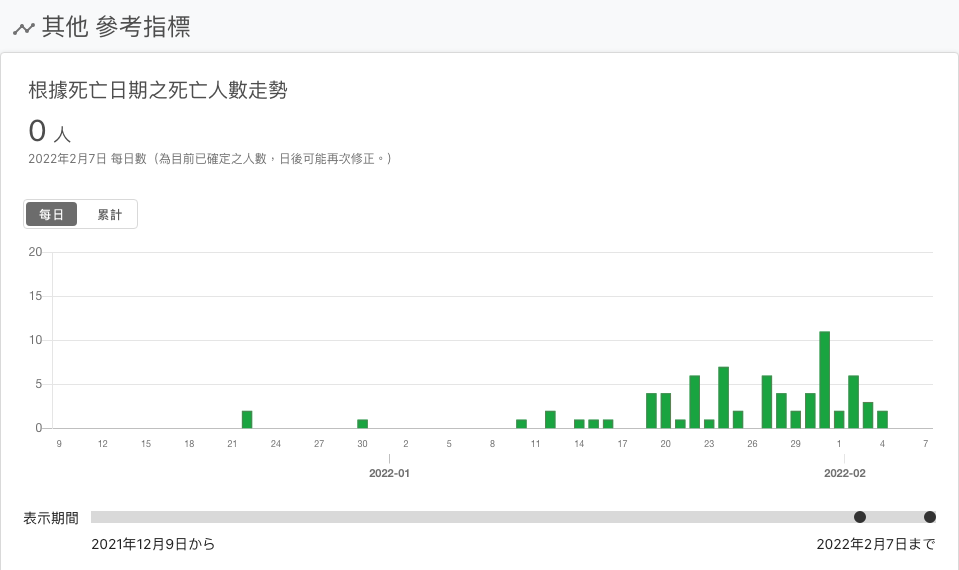 其他 參考指標
根據死亡日期之死亡人數走勢
0 人
2022年2月7日 每日數（為目前已確定之人數，日後可能再次修正。）
每日 累計
20
15
10
5
0
9 12 15 18 21 24 27 30 2 5 8 11 14 17 20 23 26 29 1 4 7
2022-01 2022-02
表示期間
2021年12月9日から 2022年2月7日まで